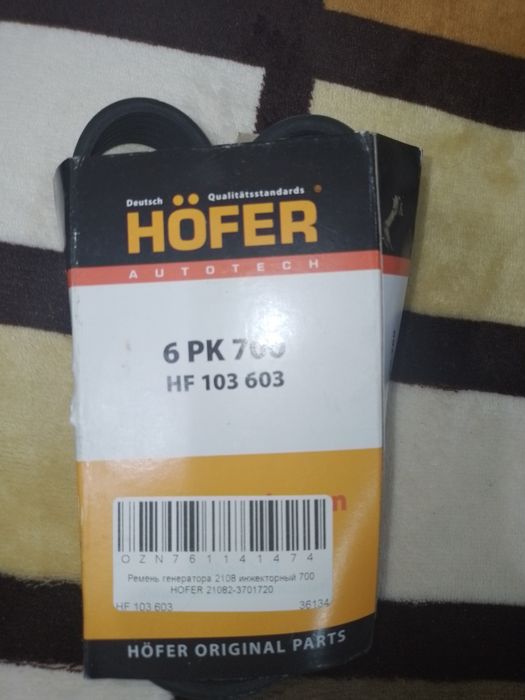 Deutsch Qualitätsstandards
HÖFER
AUTOTECH
6 PK 700
HF 103 603
OZN761141474
Ремень генератора 2108 инжекторный 700
HOFER 21082-3701720
HF 103 603 36134
HÖFER ORIGINAL PARTS